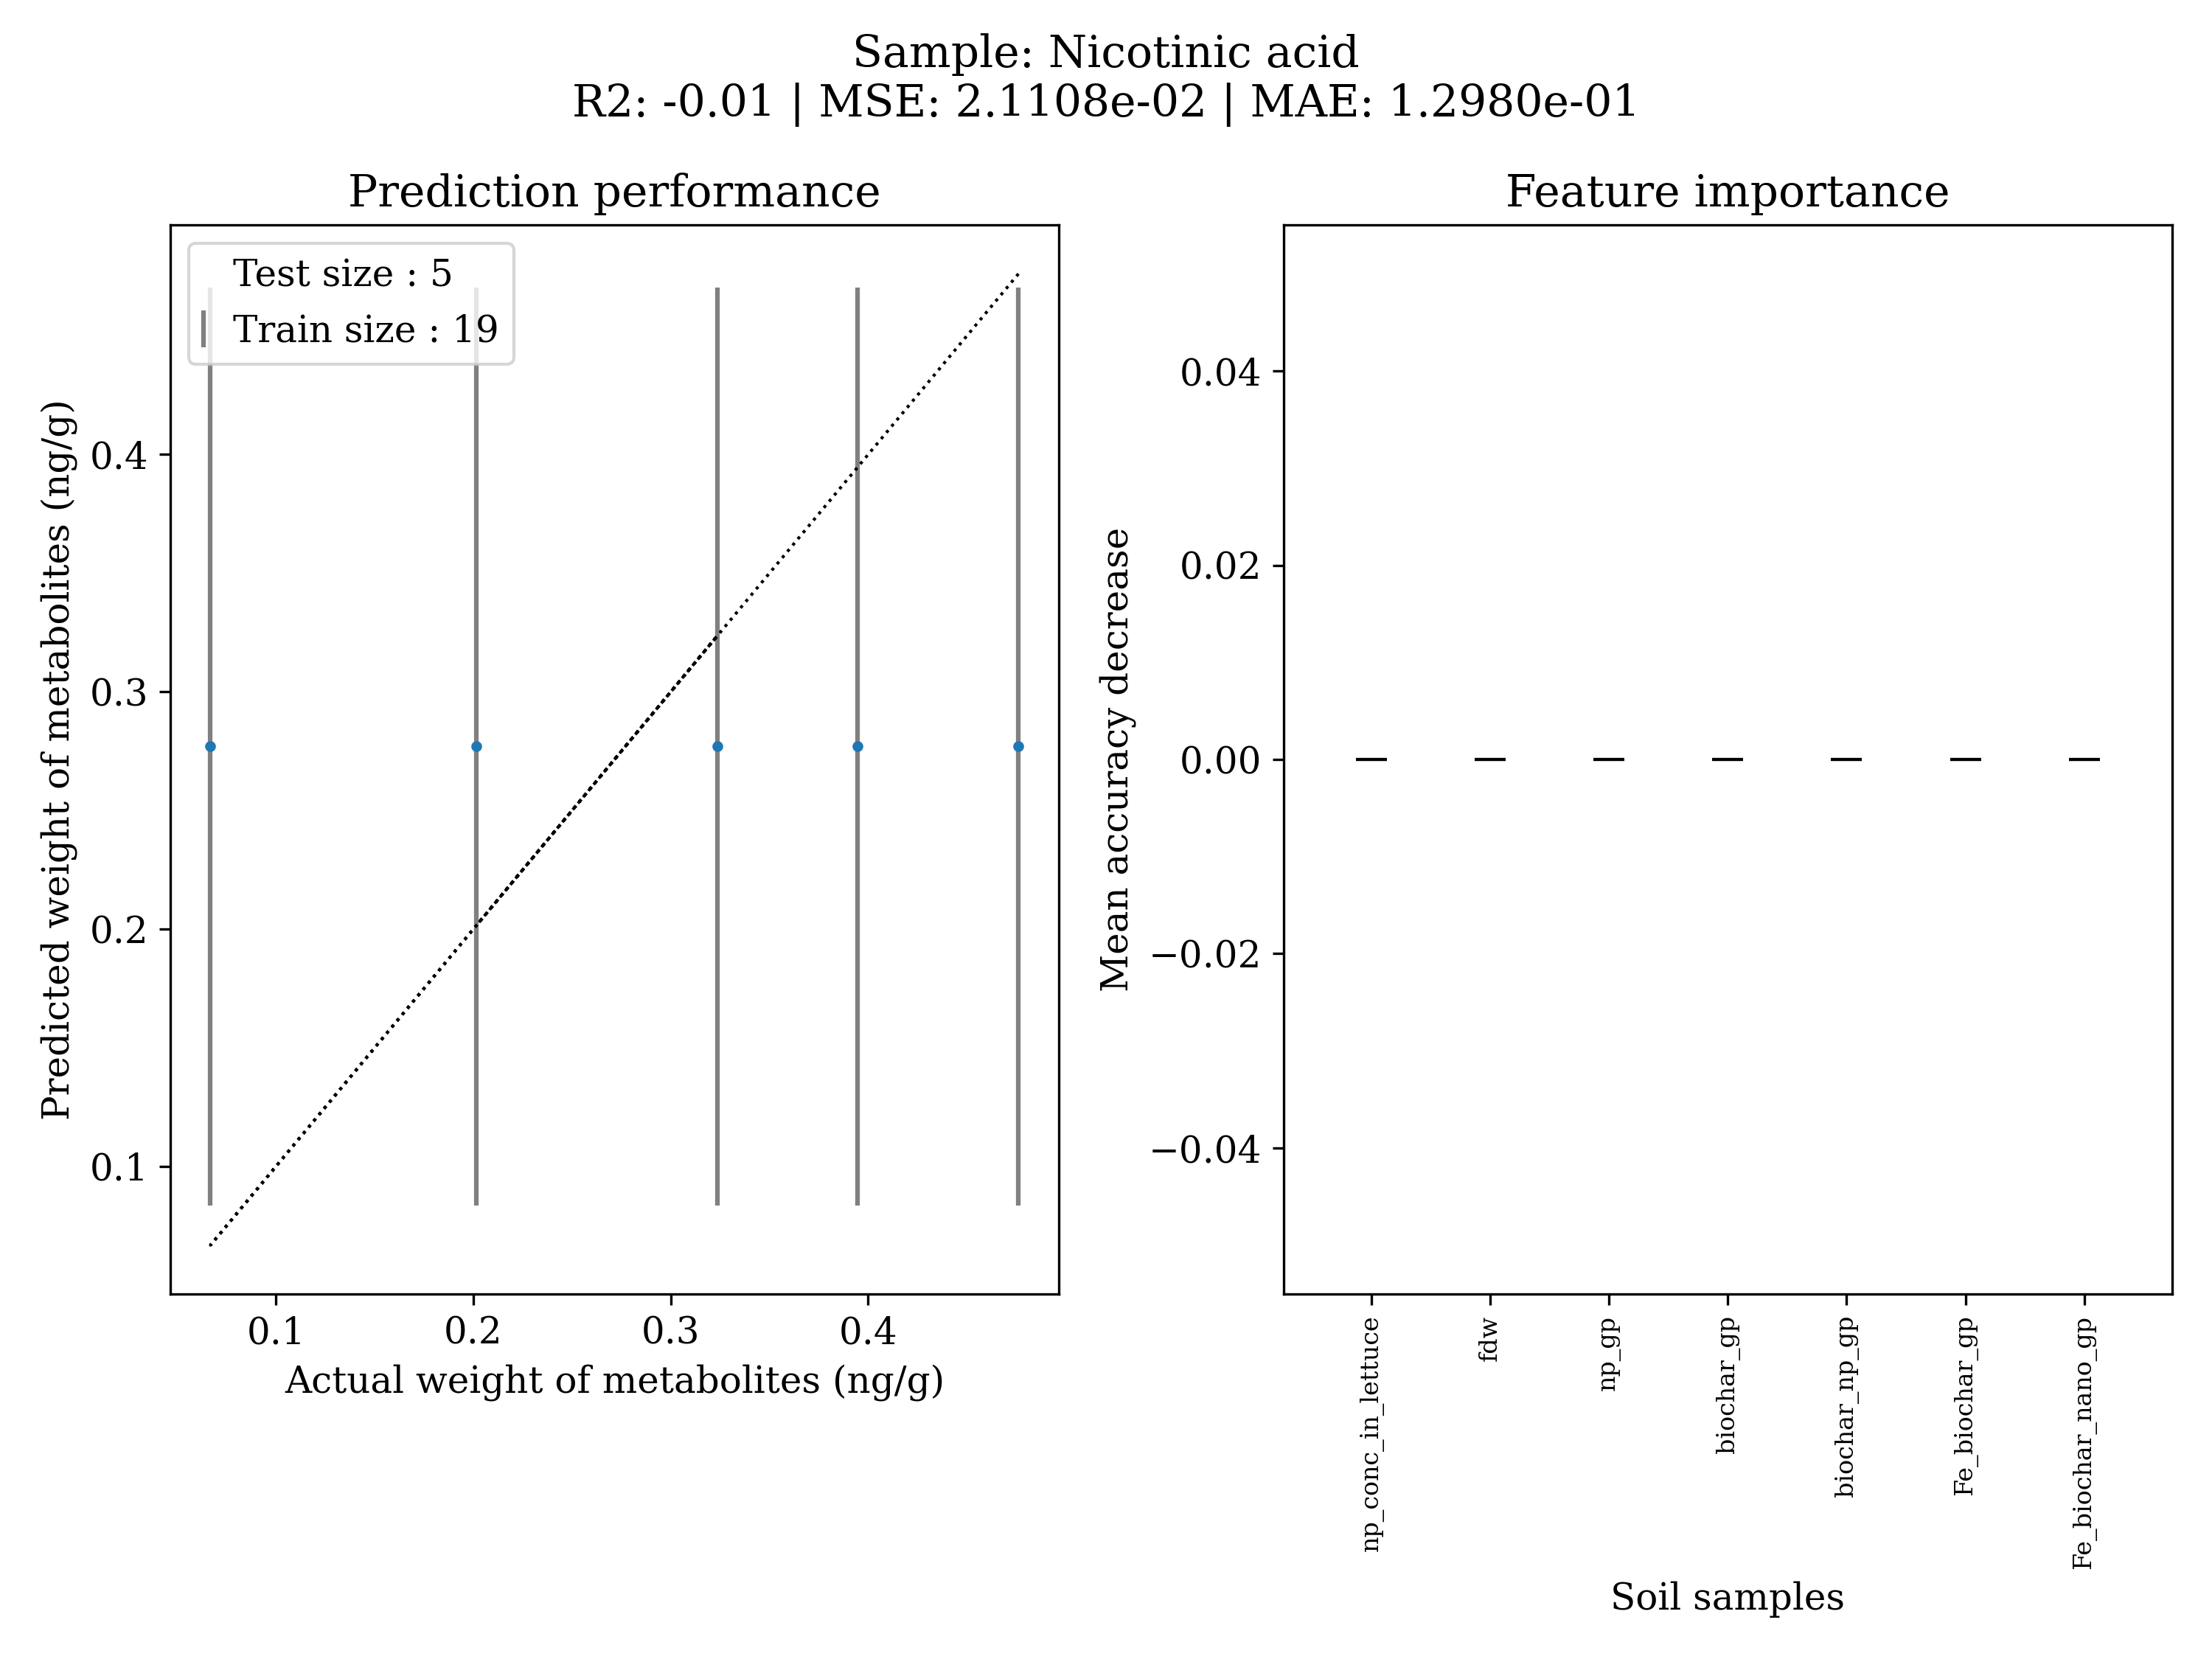 Sample: Nicotinic acid
R2: -0.01 | MSE: 2.1108e-02 | MAE: 1.2980e-01
Prediction performance
Test size : 5
Train size : 19
Predicted weight of metabolites (ng/g)
0.4
0.3
0.2
0.1
0.1 0.2 0.3 0.4
Actual weight of metabolites (ng/g)
Feature importance
Mean accuracy decrease
0.04
0.02
0.00
−0.02
−0.04
np_conc_in_lettuce
fdw
np_gp
biochar_gp
biochar_np_gp
Fe_biochar_gp
Fe_biochar_nano_gp
Soil samples